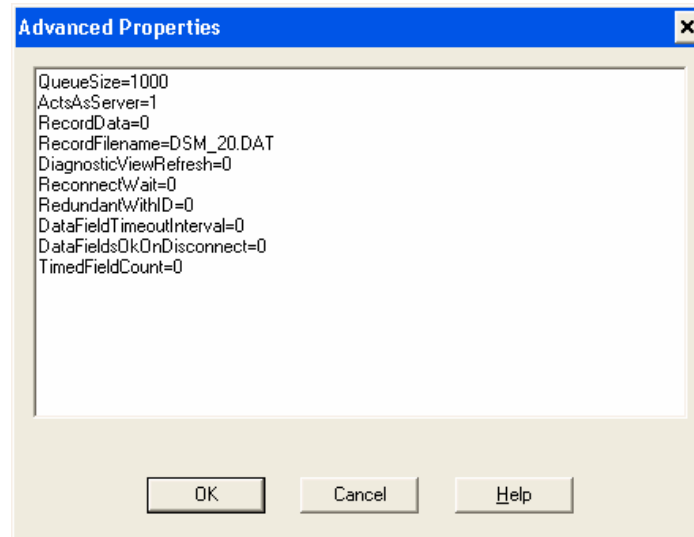 Advanced Properties
QueueSize=1000
ActsAsServer=1
RecordData=0
RecordFilename=DSM_20.DAT
DiagnosticViewRefresh=0
ReconnectWait=0
RedundantWithID=0
DataFieldTimeoutInterval=0
DataFieldsOkOnDisconnect=0
TimedFieldCount=0
OK Cancel Help